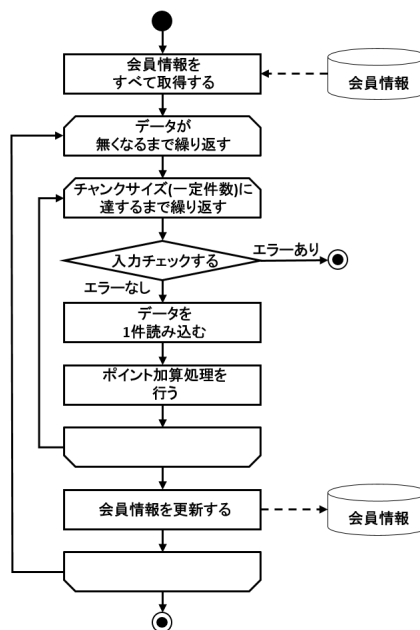 会員情報を
すべて取得する
会員情報
データが
無くなるまで繰り返す
チャンクサイズ(一定件数)に
達するまで繰り返す
入力チェックする
エラーあり
エラーなし
データを
1件読み込む
ポイント加算処理を
行う
会員情報を更新する
会員情報